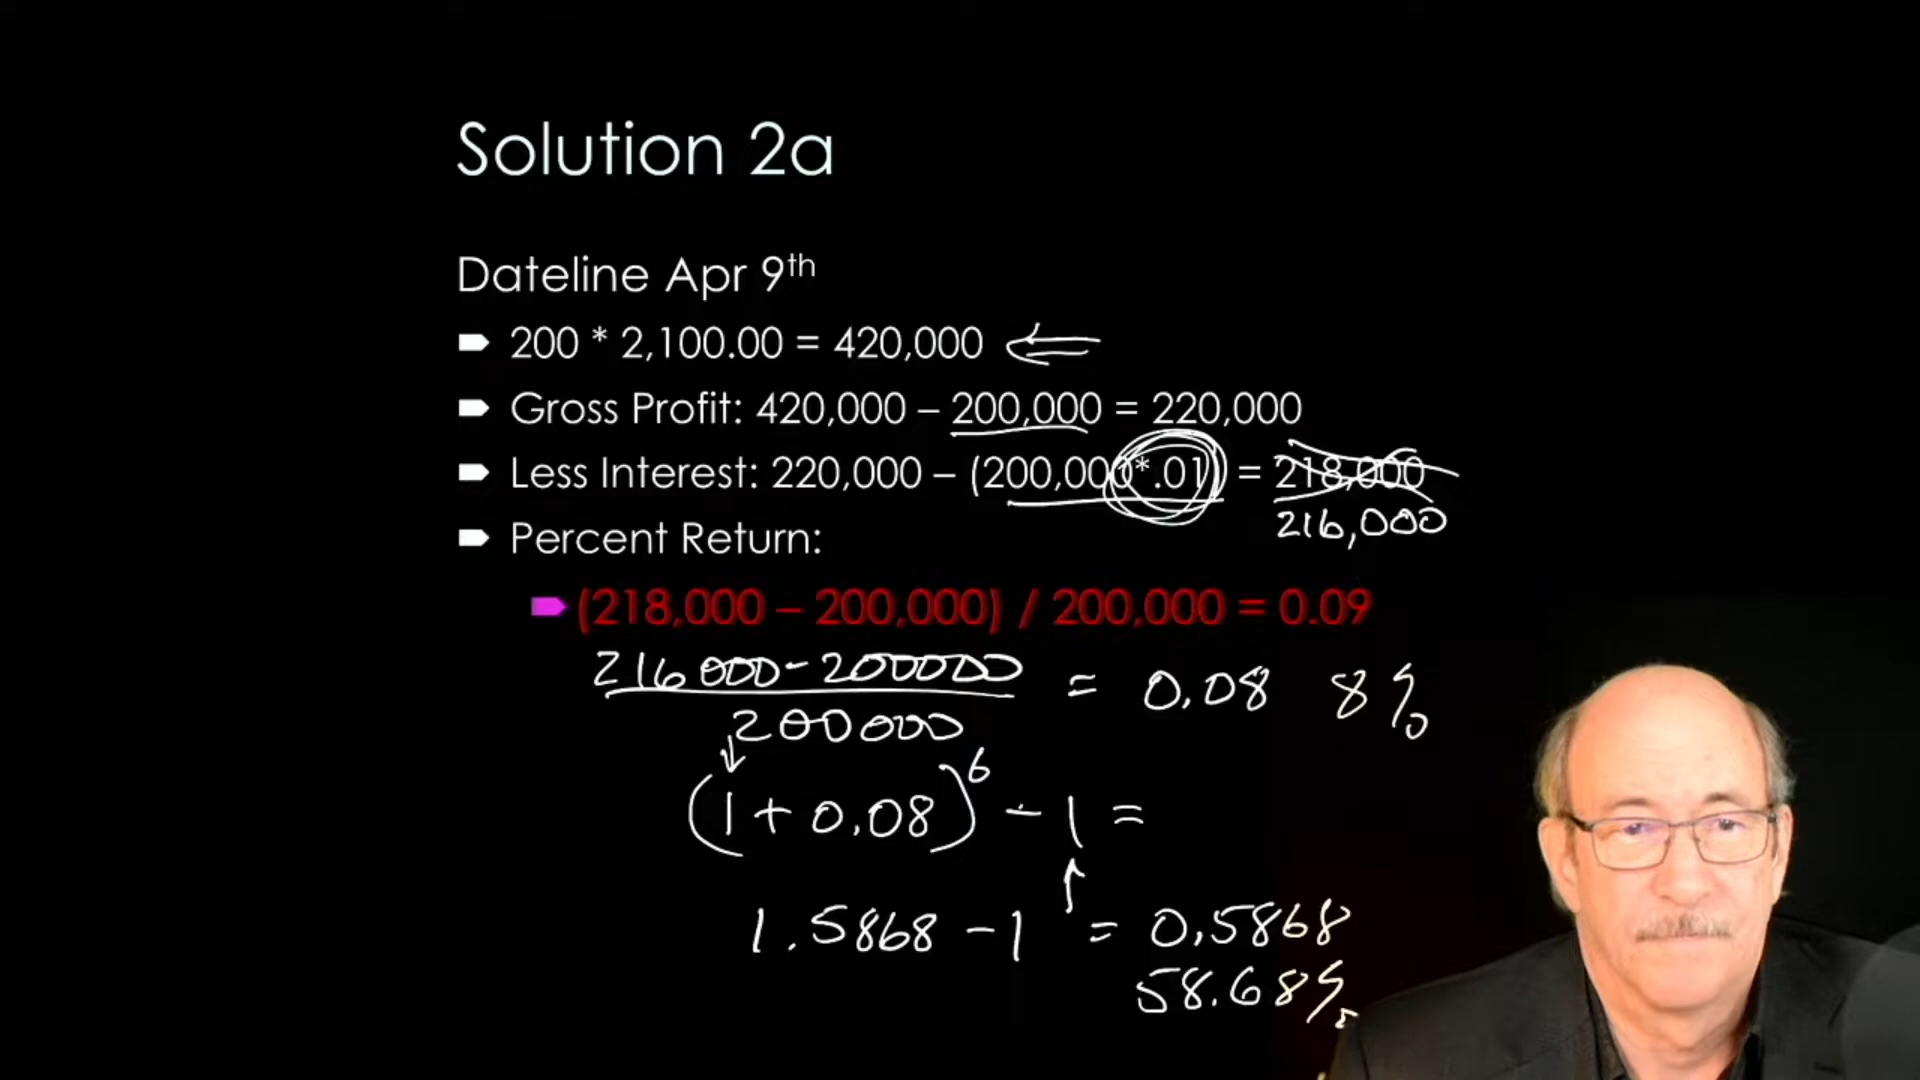 Solution 2a
Dateline Apr 9th
200 * 2,100.00 = 420,000
Gross Profit: 420,000 – 200,000 = 220,000
Less Interest: 220,000 – (200,000*.01) = 218,000
216,000
Percent Return:
(218,000 – 200,000) / 200,000 = 0.09
216000-200000
= 0.08 8%
200000
(1+0.08)^6 - 1 =
1.5868 - 1 = 0.5868
58.68%